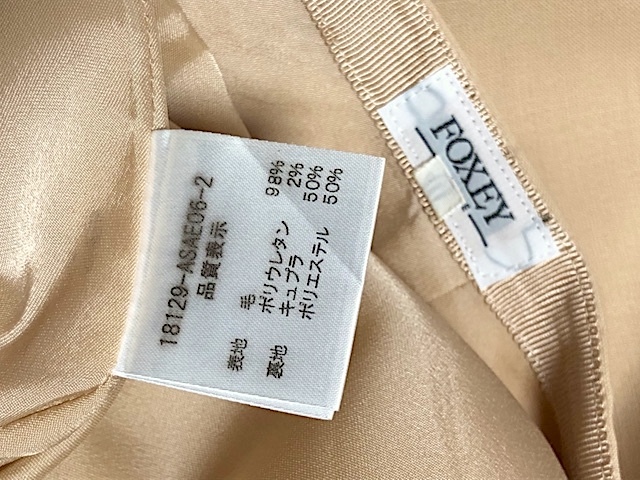 18129-ASAE06-2
品質表示
表地 毛 98%
ポリウレタン 2%
裏地 キュプラ 50%
ポリエステル 50%
FOXEY